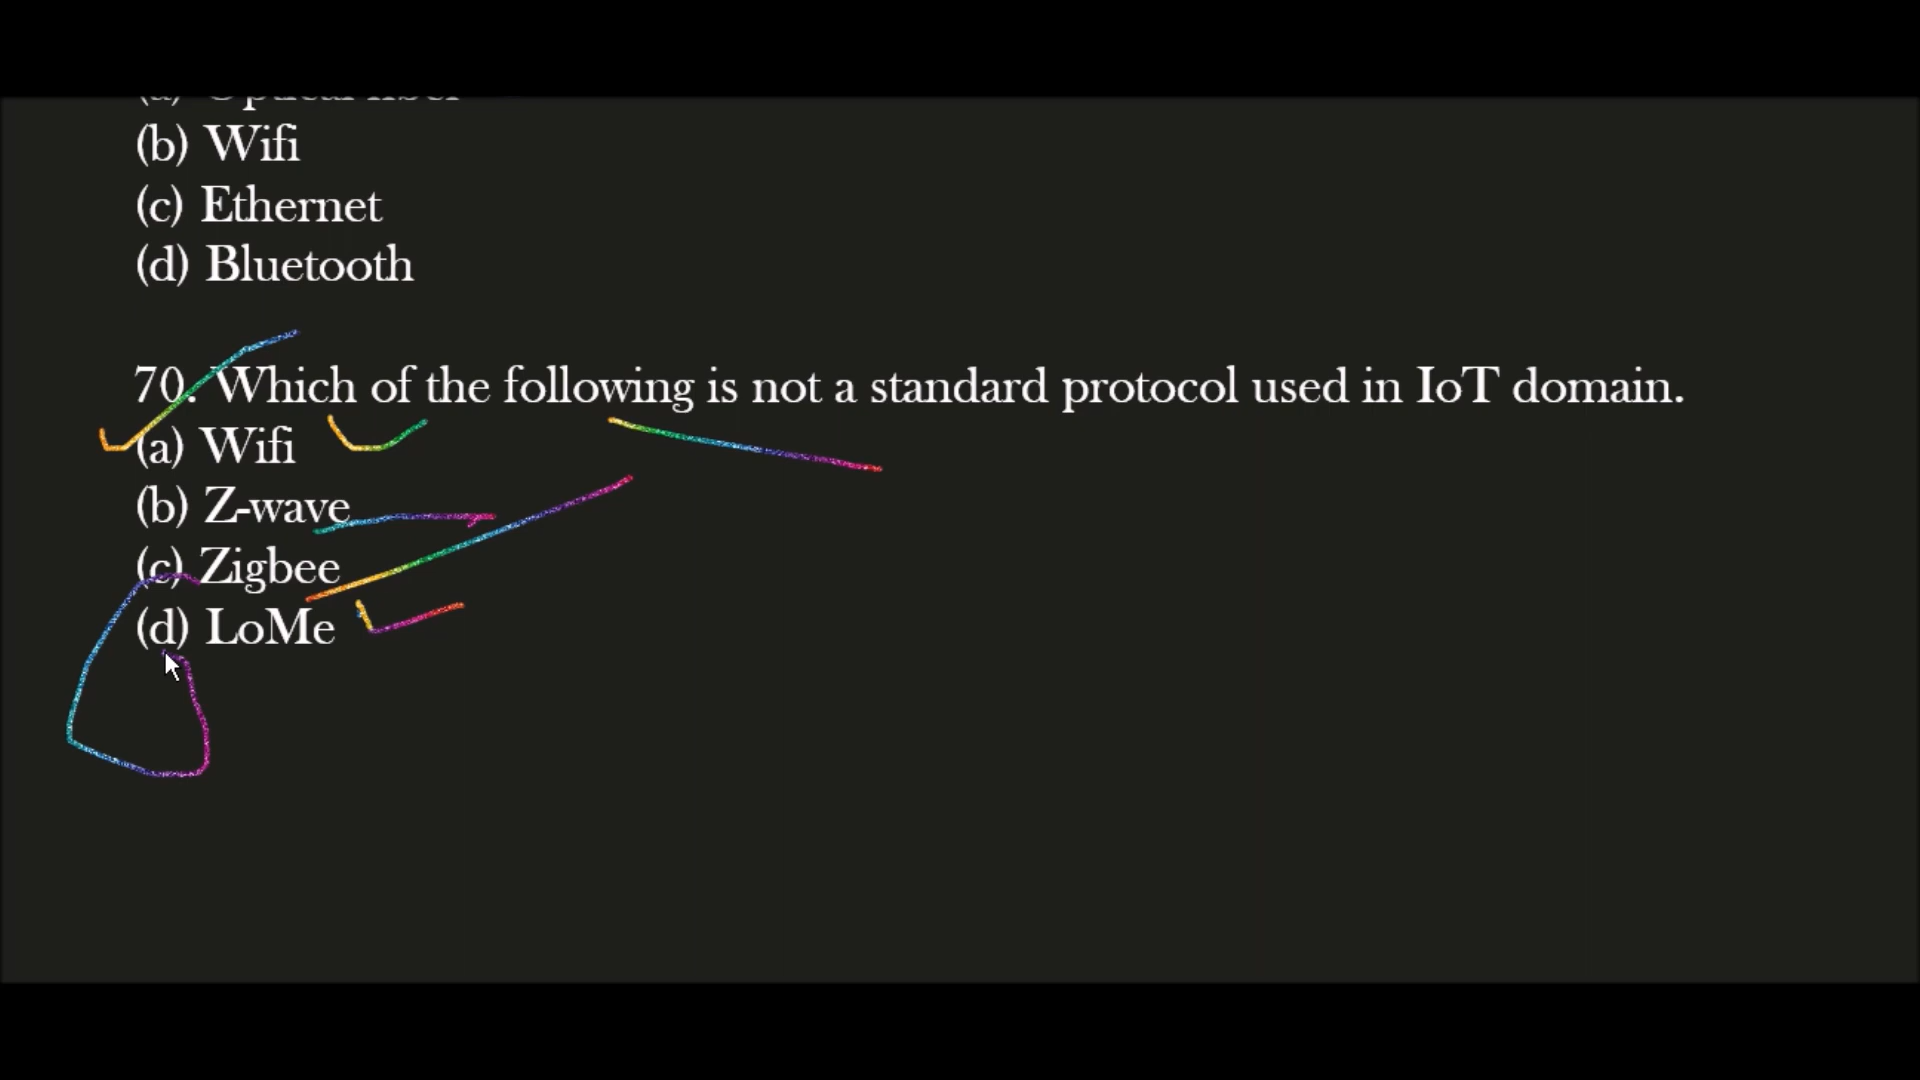 (b) Wifi
(c) Ethernet
(d) Bluetooth
70. Which of the following is not a standard protocol used in IoT domain.
(a) Wifi
(b) Z-wave
(c) Zigbee
(d) LoMe